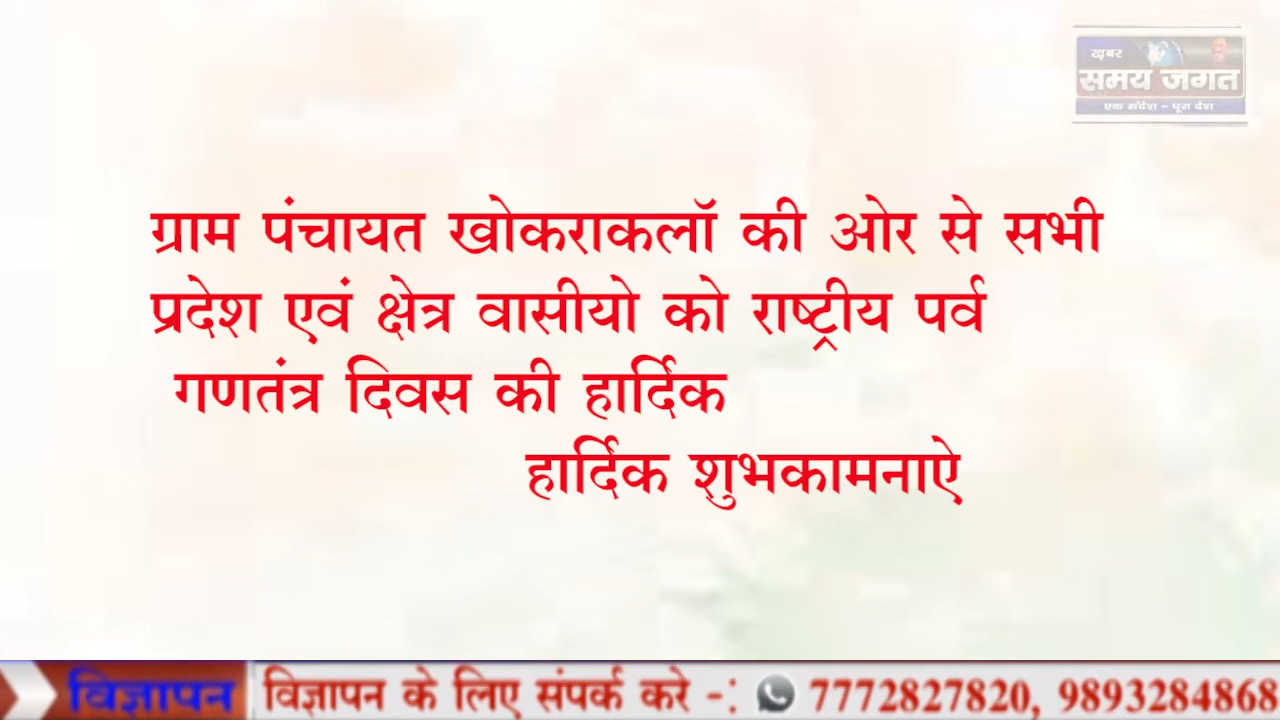 ख़बर
समय जगत
एक संदेश – पूरा देश
ग्राम पंचायत खोकराकलॉ की ओर से सभी
प्रदेश एवं क्षेत्र वासीयो को राष्ट्रीय पर्व
गणतंत्र दिवस की हार्दिक
हार्दिक शुभकामनाऐ
विज्ञापन विज्ञापन के लिए संपर्क करे -: 7772827820, 9893284868